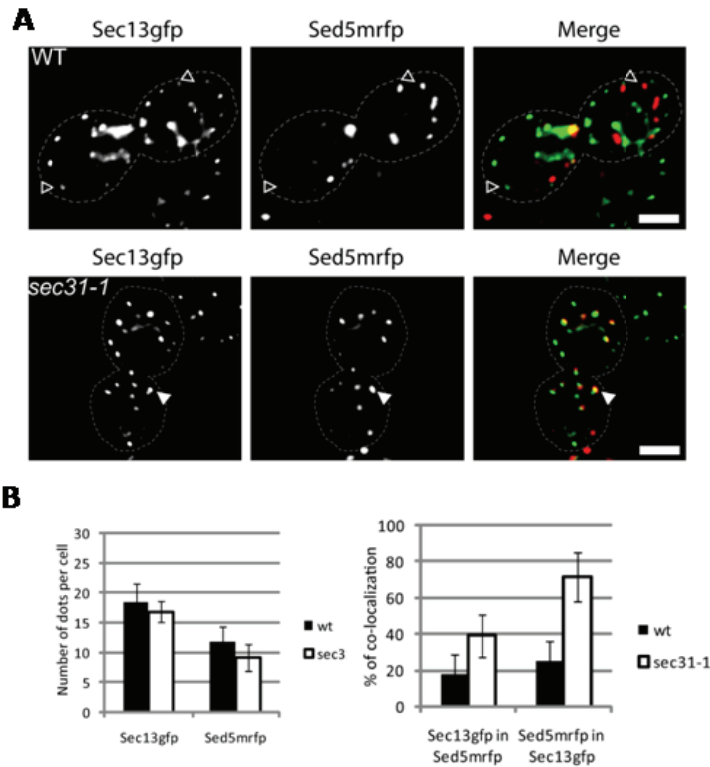 A
Sec13gfp Sed5mrfp Merge
WT
Sec13gfp Sed5mrfp Merge
sec31-1
B
Number of dots per cell
30
25
20
15
10
5
0
Sec13gfp Sed5mrfp
wt
sec3
% of co-localization
100
80
60
40
20
0
Sec13gfp in Sed5mrfp in
Sed5mrfp Sec13gfp
wt
sec31-1